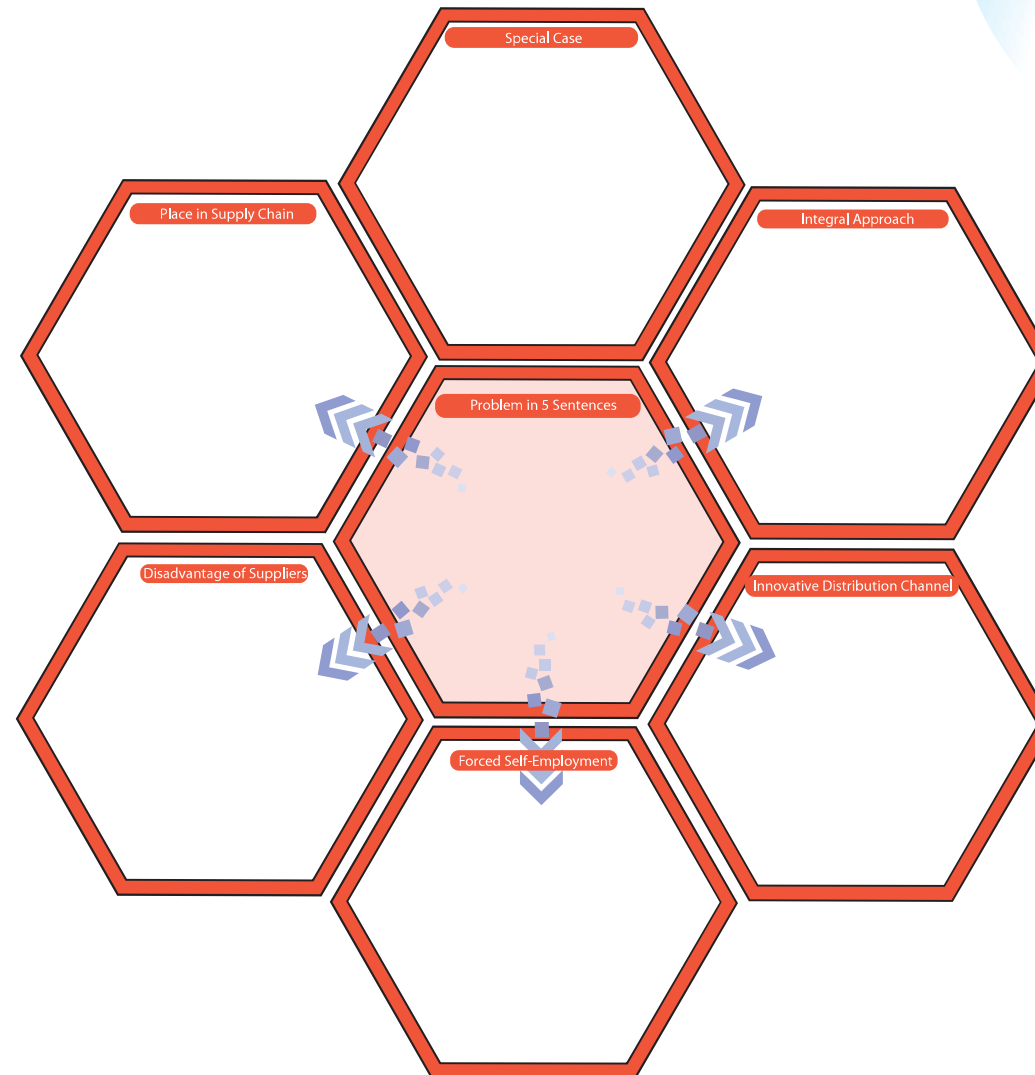 Special Case
Place in Supply Chain
Integral Approach
Problem in 5 Sentences
Disadvantage of Suppliers
Innovative Distribution Channel
Forced Self-Employment